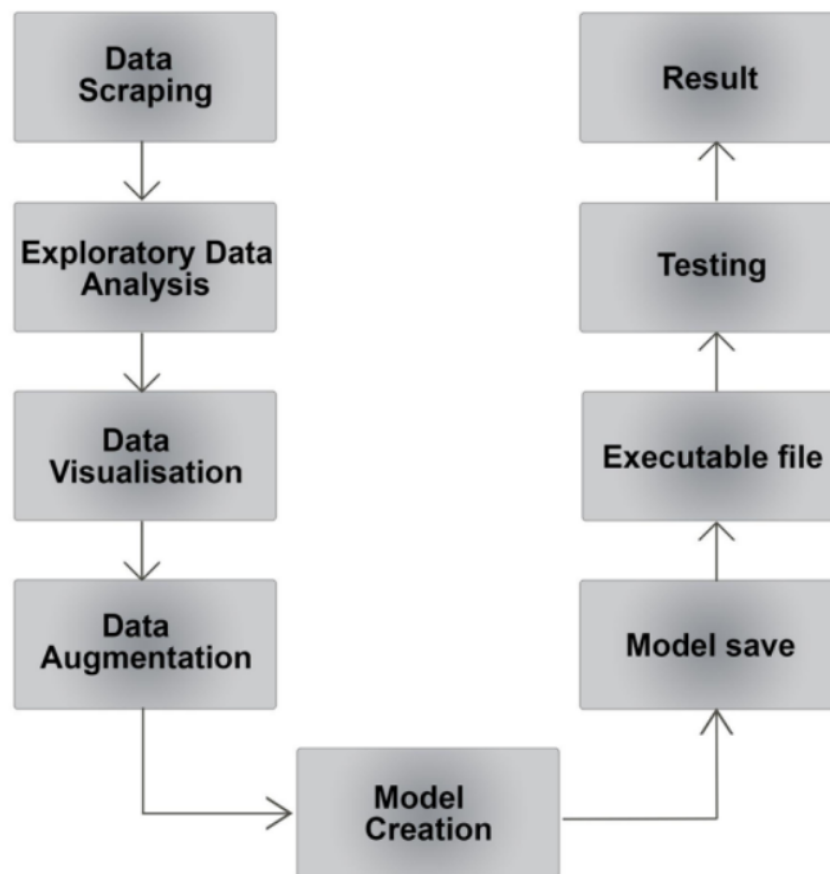 Data
Scraping
Exploratory Data
Analysis
Data
Visualisation
Data
Augmentation
Model
Creation
Model save
Executable file
Testing
Result